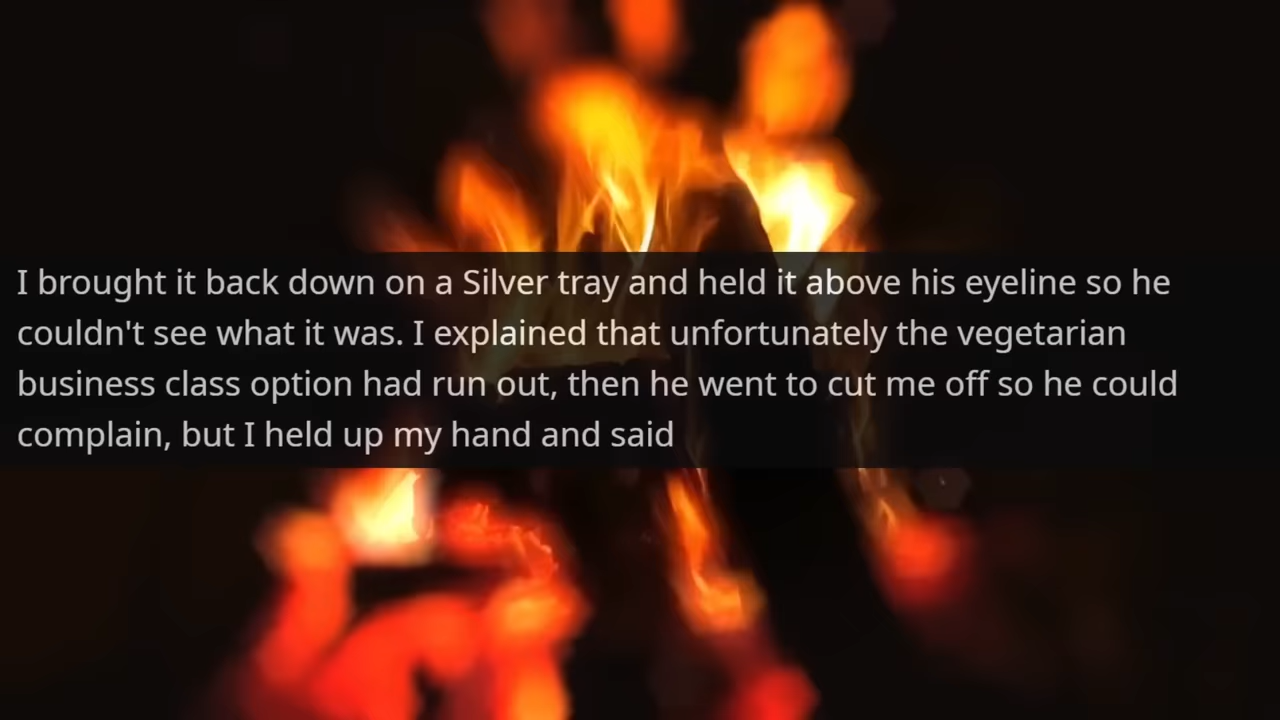 I brought it back down on a Silver tray and held it above his eyeline so he
couldn't see what it was. I explained that unfortunately the vegetarian
business class option had run out, then he went to cut me off so he could
complain, but I held up my hand and said